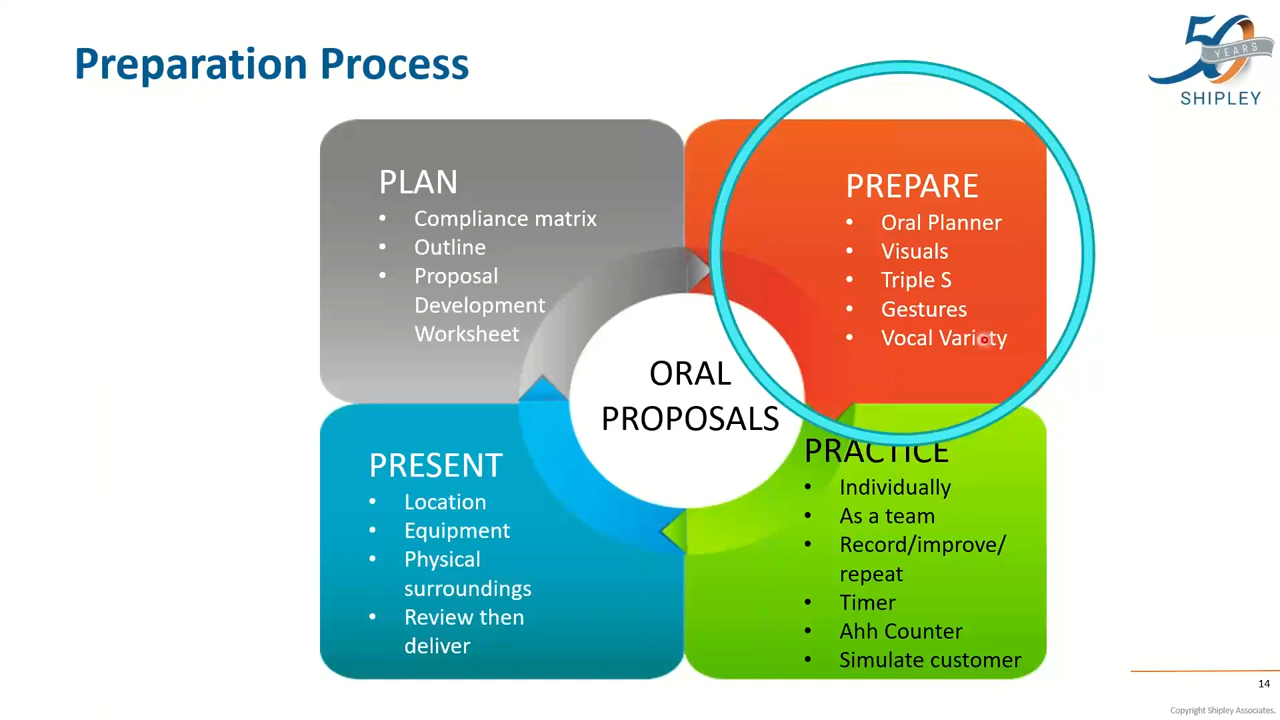 Preparation Process
50
YEARS
SHIPLEY
PLAN
• Compliance matrix
• Outline
• Proposal
Development
Worksheet
PREPARE
• Oral Planner
• Visuals
• Triple S
• Gestures
• Vocal Variety
ORAL
PROPOSALS
PRESENT
• Location
• Equipment
• Physical
surroundings
• Review then
deliver
PRACTICE
• Individually
• As a team
• Record/improve/
repeat
• Timer
• Ahh Counter
• Simulate customer
14
Copyright Shipley Associates.